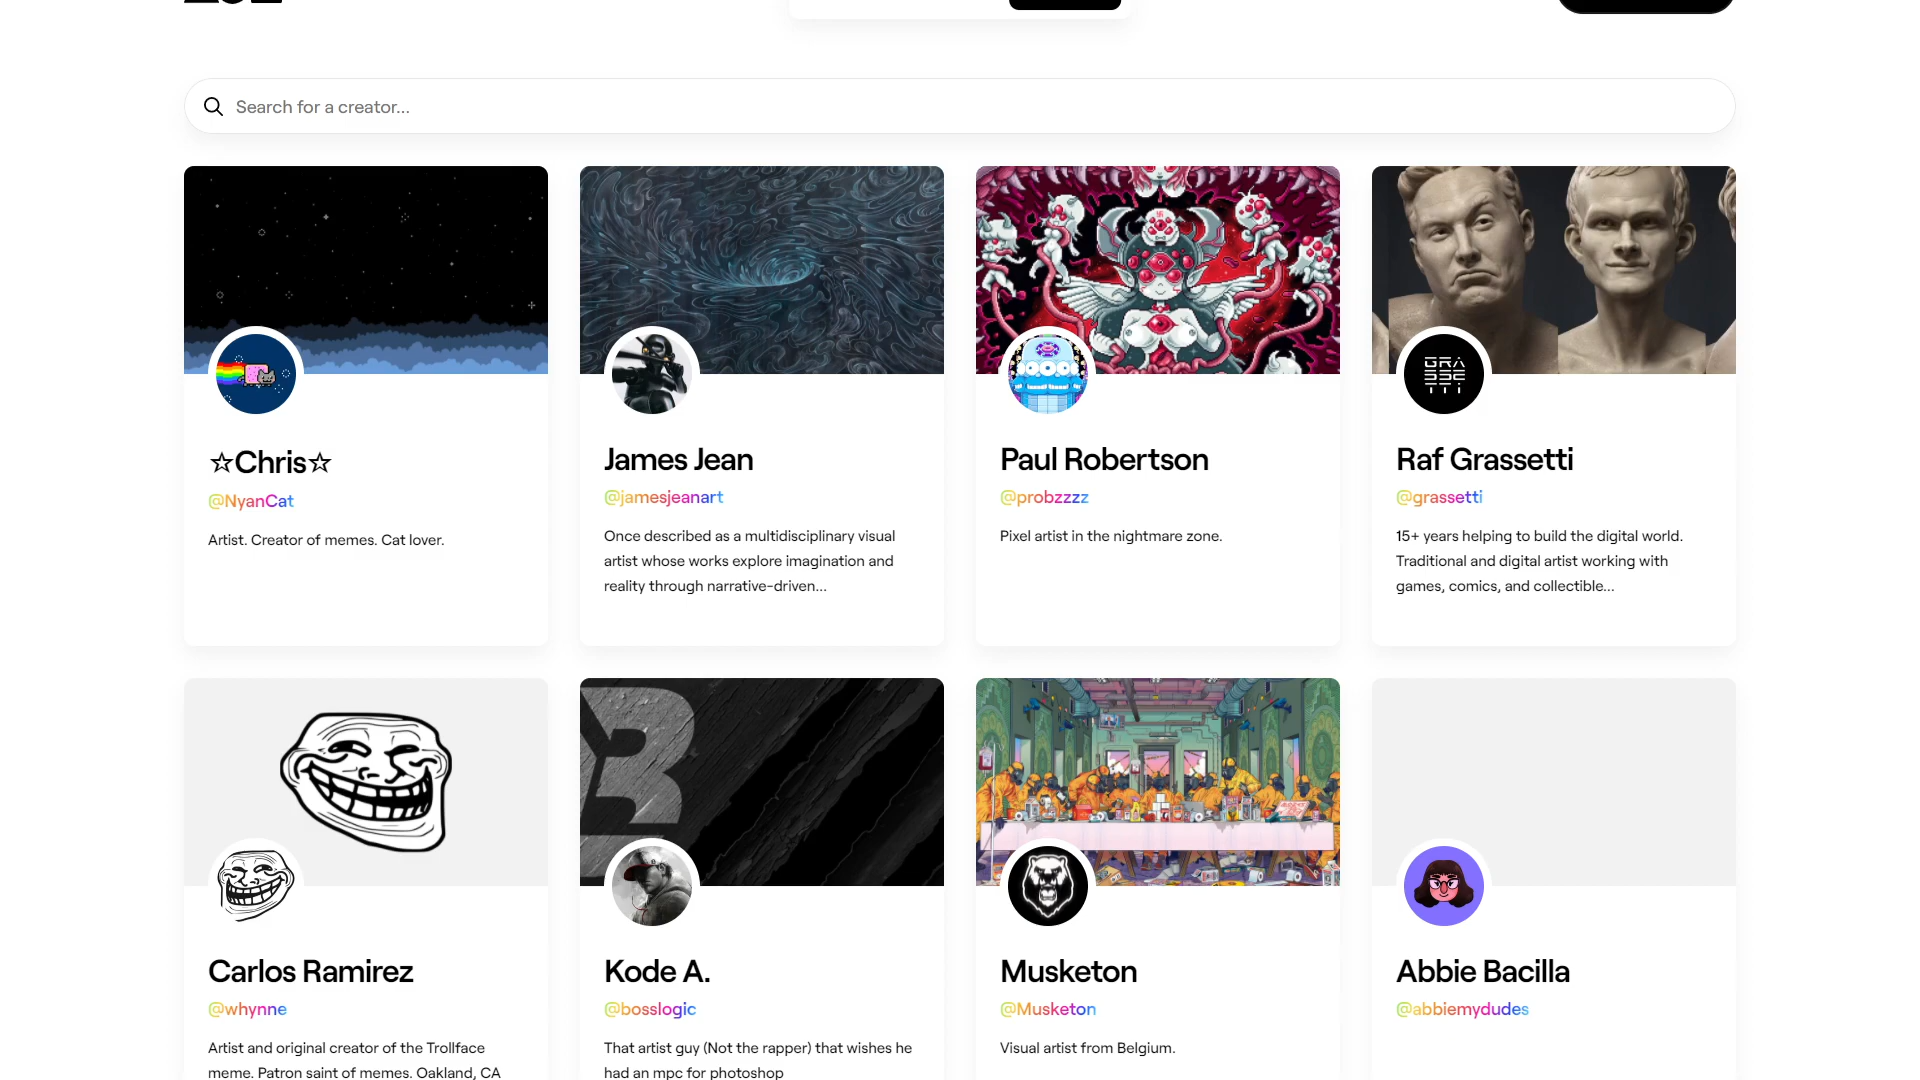 Search for a creator...
☆Chris☆
@NyanCat
Artist. Creator of memes. Cat lover.
James Jean
@jamesjeanart
Once described as a multidisciplinary visual
artist whose works explore imagination and
reality through narrative-driven...
Paul Robertson
@probzzzz
Pixel artist in the nightmare zone.
GRA
SSE
TTI
Raf Grassetti
@grassetti
15+ years helping to build the digital world.
Traditional and digital artist working with
games, comics, and collectible...
Carlos Ramirez
@whynne
Artist and original creator of the Trollface
meme. Patron saint of memes. Oakland, CA
Kode A.
@bosslogic
That artist guy (Not the rapper) that wishes he
had an mpc for photoshop
Musketon
@Musketon
Visual artist from Belgium.
Abbie Bacilla
@abbiemydudes